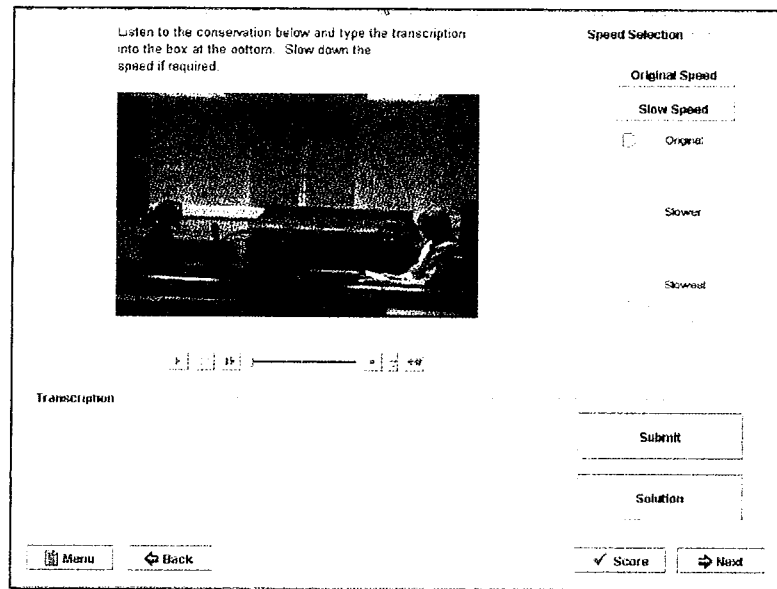 Listen to the conservation below and type the transcription
into the box at the bottom. Slow down the
speed if required.
Speed Selection
Original Speed
Slow Speed
Original
Slower
Slowest
Transcription
Submit
Solution
Menu
Back
Score
Next